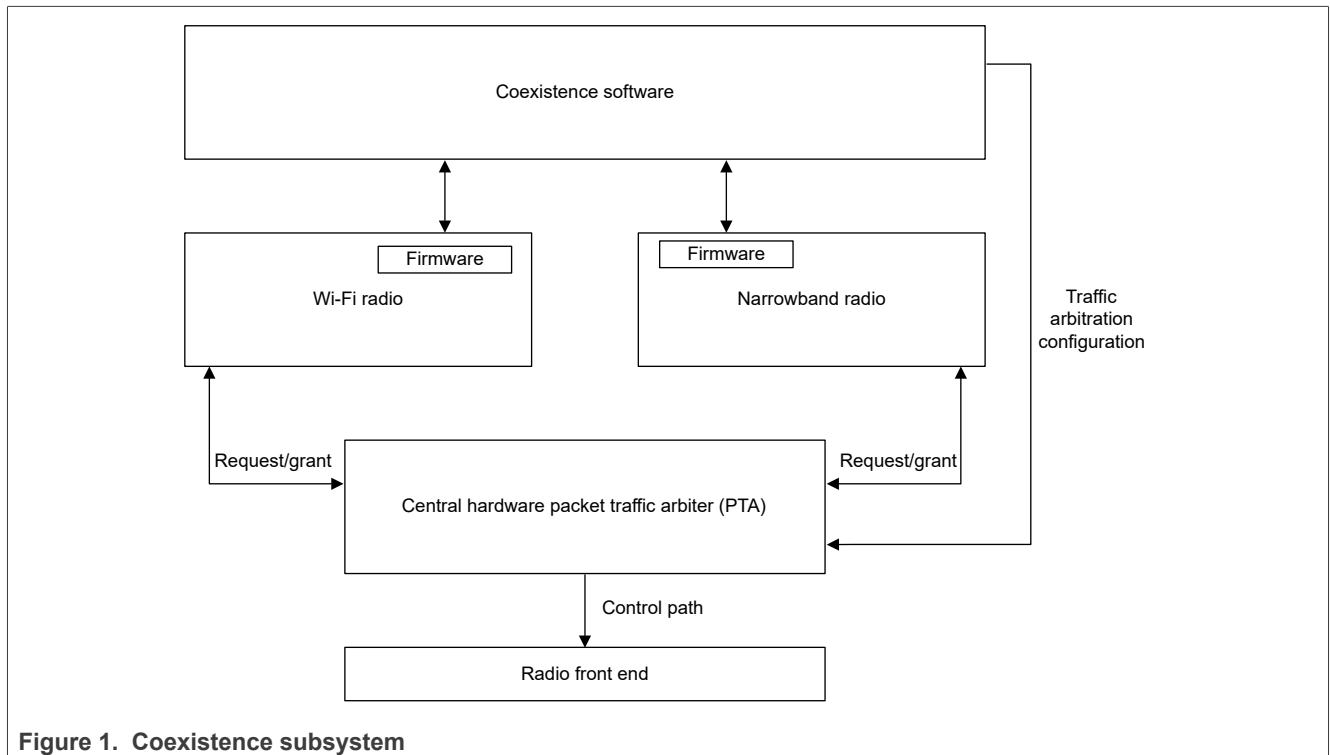 Coexistence software
Firmware
Firmware
Wi-Fi radio
Narrowband radio
Traffic
arbitration
configuration
Request/grant
Request/grant
Central hardware packet traffic arbiter (PTA)
Control path
Radio front end
Figure 1. Coexistence subsystem